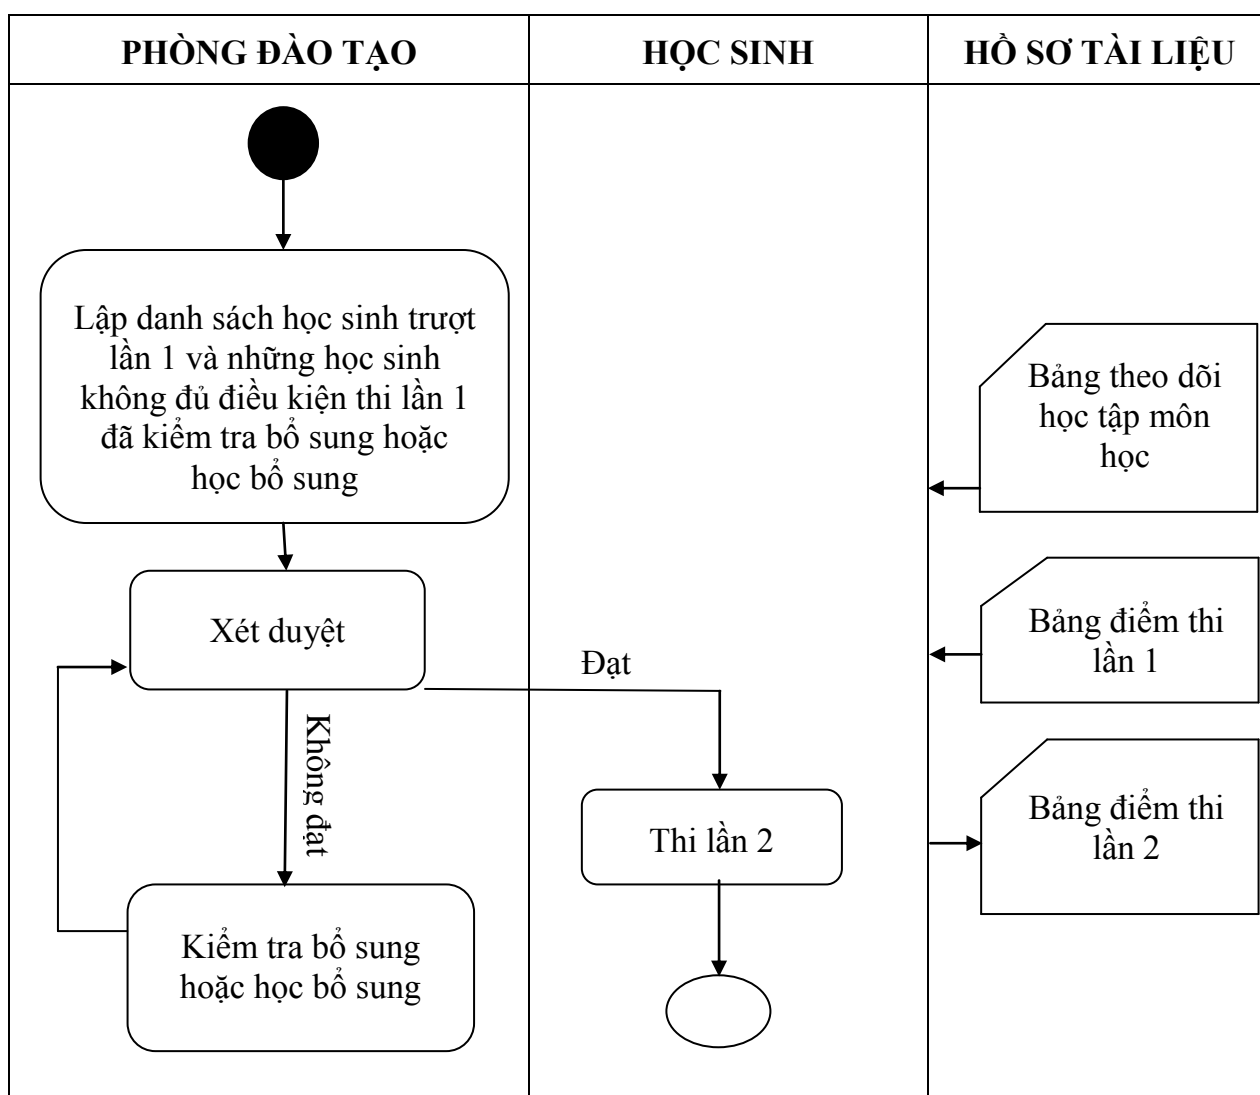 PHÒNG ĐÀO TẠO
HỌC SINH
HỒ SƠ TÀI LIỆU
Lập danh sách học sinh trượt
lần 1 và những học sinh
không đủ điều kiện thi lần 1
đã kiểm tra bổ sung hoặc
học bổ sung
Xét duyệt
Không đạt
Kiểm tra bổ sung
hoặc học bổ sung
Đạt
Thi lần 2
Bảng theo dõi
học tập môn
học
Bảng điểm thi
lần 1
Bảng điểm thi
lần 2